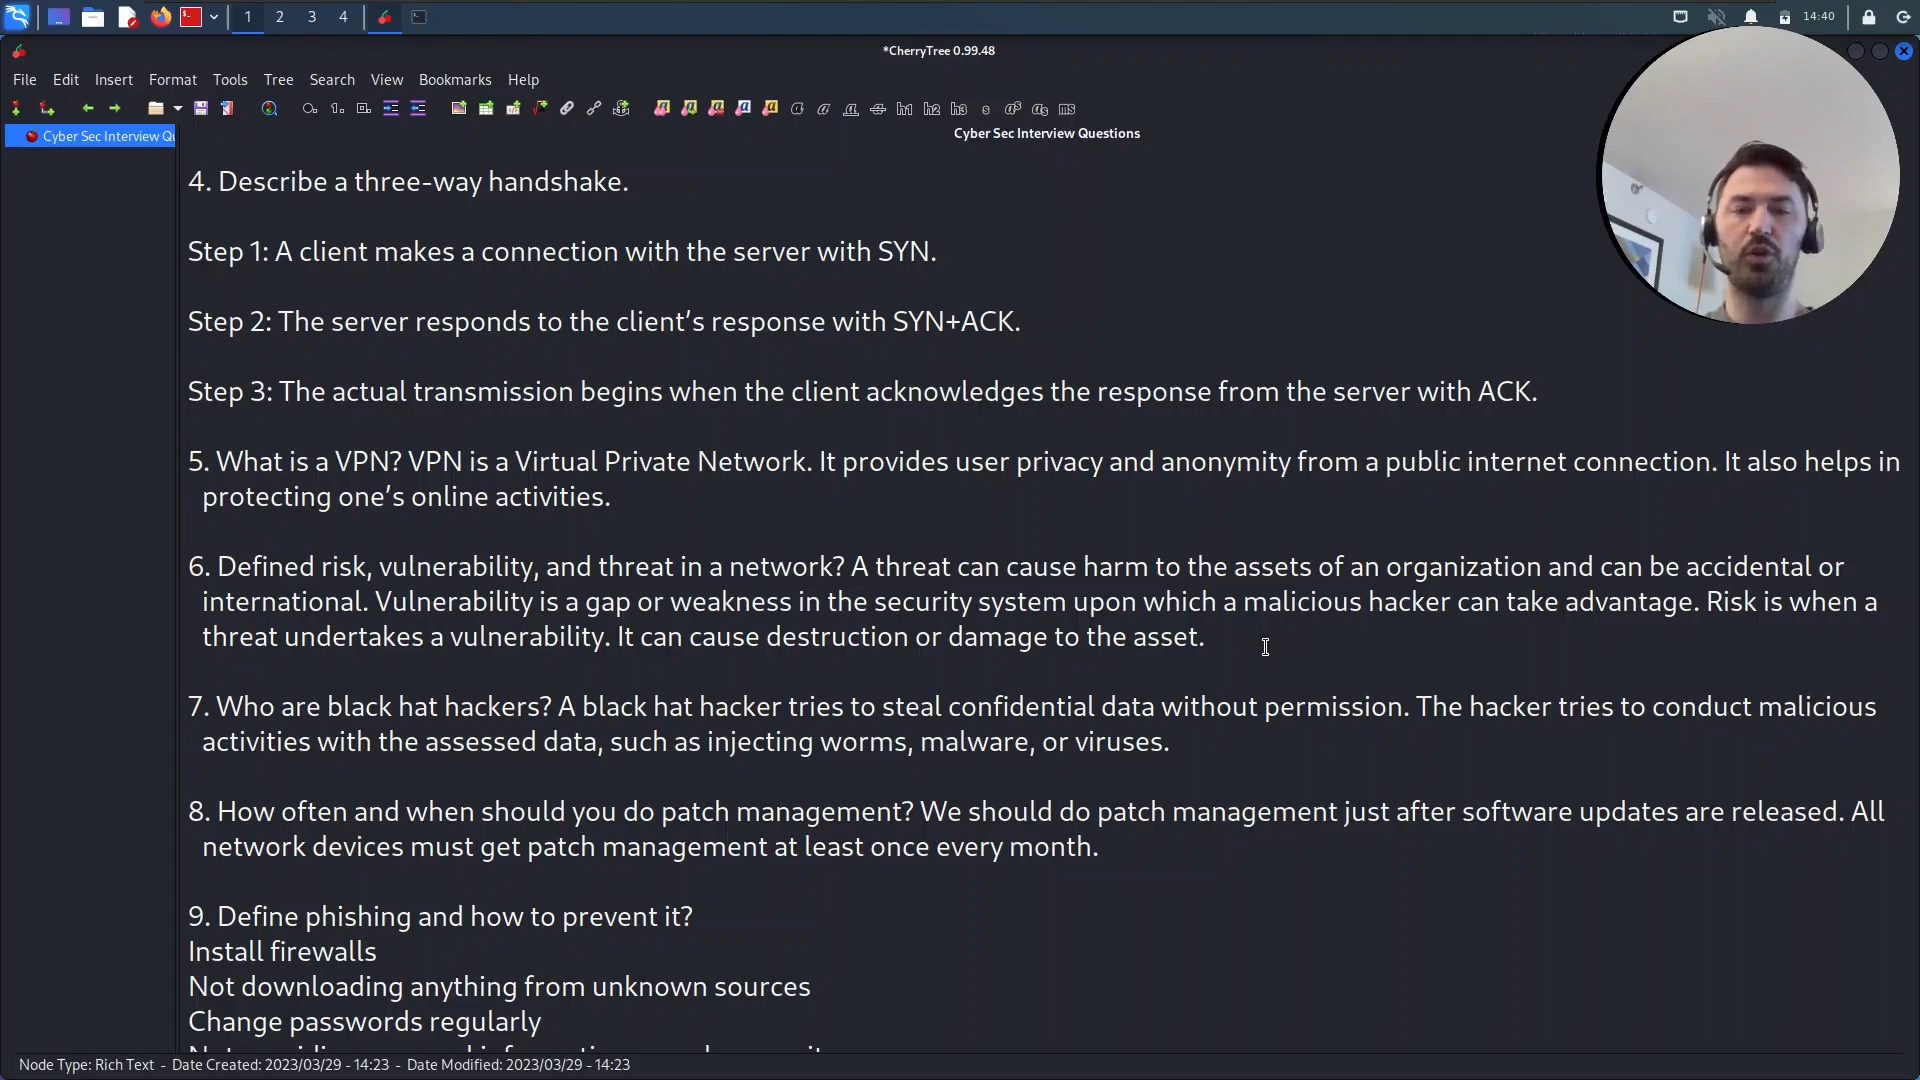 1 2 3 4 14:40
*CherryTree 0.99.48
File Edit Insert Format Tools Tree Search View Bookmarks Help
Cyber Sec Interview Qu
Cyber Sec Interview Questions
4. Describe a three-way handshake.
Step 1: A client makes a connection with the server with SYN.
Step 2: The server responds to the client’s response with SYN+ACK.
Step 3: The actual transmission begins when the client acknowledges the response from the server with ACK.
5. What is a VPN? VPN is a Virtual Private Network. It provides user privacy and anonymity from a public internet connection. It also helps in
protecting one’s online activities.
6. Defined risk, vulnerability, and threat in a network? A threat can cause harm to the assets of an organization and can be accidental or
international. Vulnerability is a gap or weakness in the security system upon which a malicious hacker can take advantage. Risk is when a
threat undertakes a vulnerability. It can cause destruction or damage to the asset.
7. Who are black hat hackers? A black hat hacker tries to steal confidential data without permission. The hacker tries to conduct malicious
activities with the assessed data, such as injecting worms, malware, or viruses.
8. How often and when should you do patch management? We should do patch management just after software updates are released. All
network devices must get patch management at least once every month.
9. Define phishing and how to prevent it?
Install firewalls
Not downloading anything from unknown sources
Change passwords regularly
Node Type: Rich Text - Date Created: 2023/03/29 - 14:23 - Date Modified: 2023/03/29 - 14:23